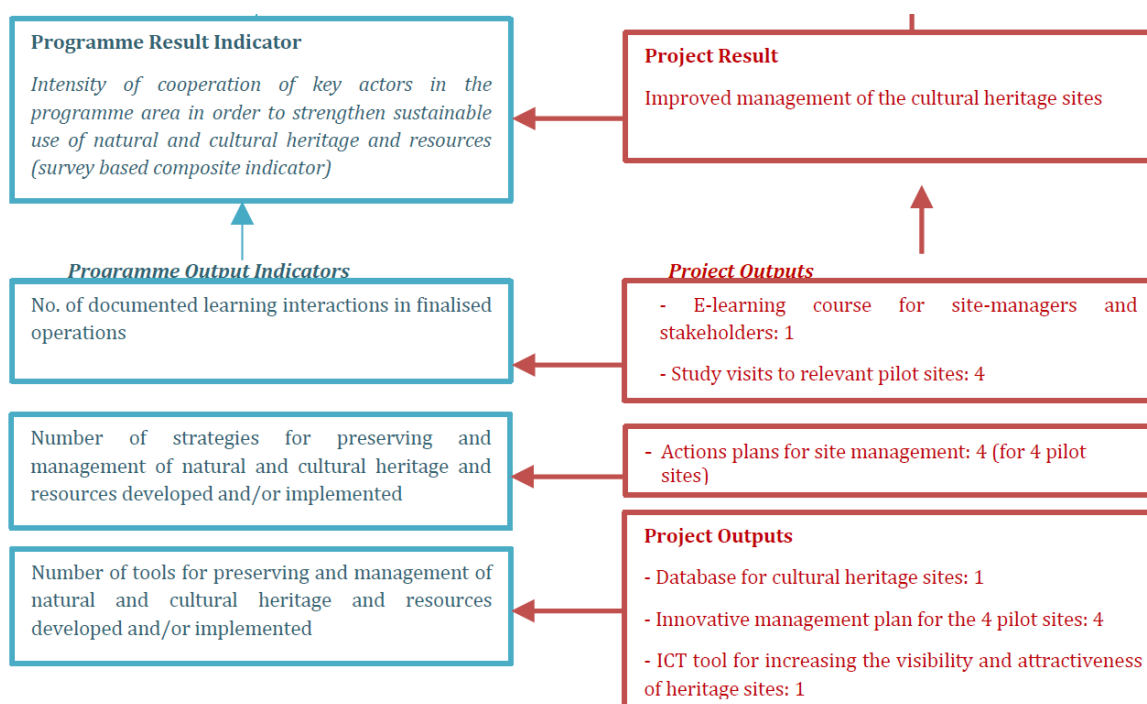 Programme Result Indicator
Intensity of cooperation of key actors in the
programme area in order to strengthen sustainable
use of natural and cultural heritage and resources
(survey based composite indicator)
Project Result
Improved management of the cultural heritage sites
Programme Output Indicators
No. of documented learning interactions in finalised
operations
Project Outputs
- E-learning course for site-managers and
stakeholders: 1
- Study visits to relevant pilot sites: 4
Number of strategies for preserving and
management of natural and cultural heritage and
resources developed and/or implemented
- Actions plans for site management: 4 (for 4 pilot
sites)
Number of tools for preserving and management of
natural and cultural heritage and resources
developed and/or implemented
Project Outputs
- Database for cultural heritage sites: 1
- Innovative management plan for the 4 pilot sites: 4
- ICT tool for increasing the visibility and attractiveness
of heritage sites: 1